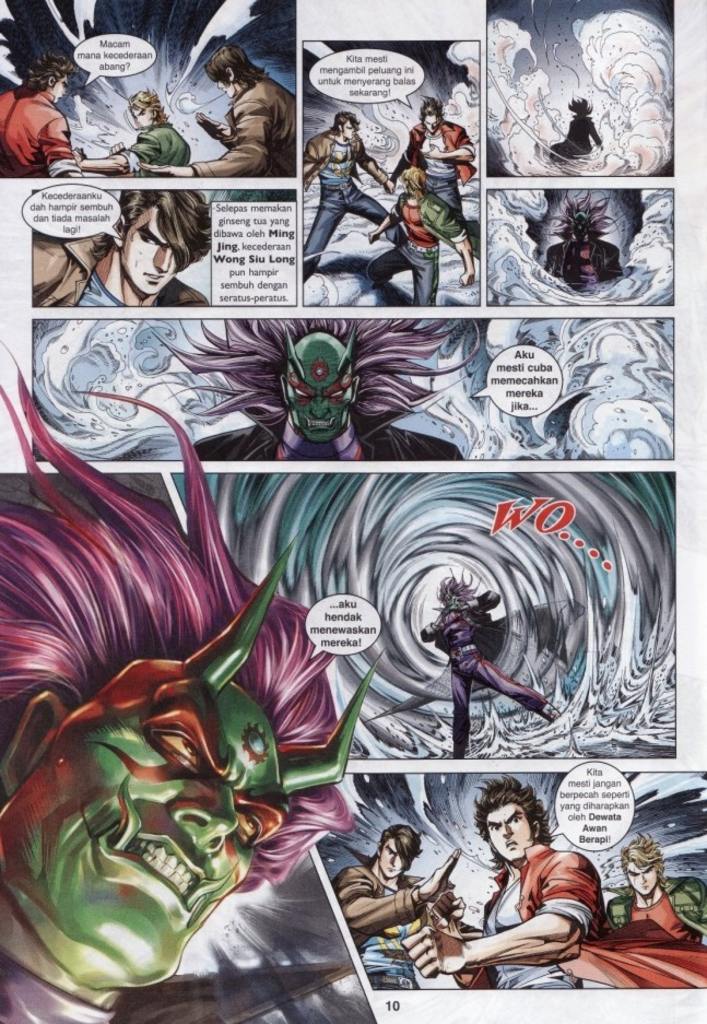 Macam
mana kecederaan
abang?
Kita mesti
mengambil peluang ini
untuk menyerang balas
sekarang!
Kecederaanku
dah hampir sembuh
dan tiada masalah
lagi!
Selepas memakan
ginseng tua yang
dibawa oleh Ming
Jing, kecederaan
Wong Siu Long
pun hampir
sembuh dengan
seratus-peratus.
Aku
mesti cuba
memecahkan
mereka
jika...
WO....
...aku
hendak
menewaskan
mereka!
Kita
mesti jangan
berpecah seperti
yang diharapkan
oleh Dewata
Awan
Berapi!
10